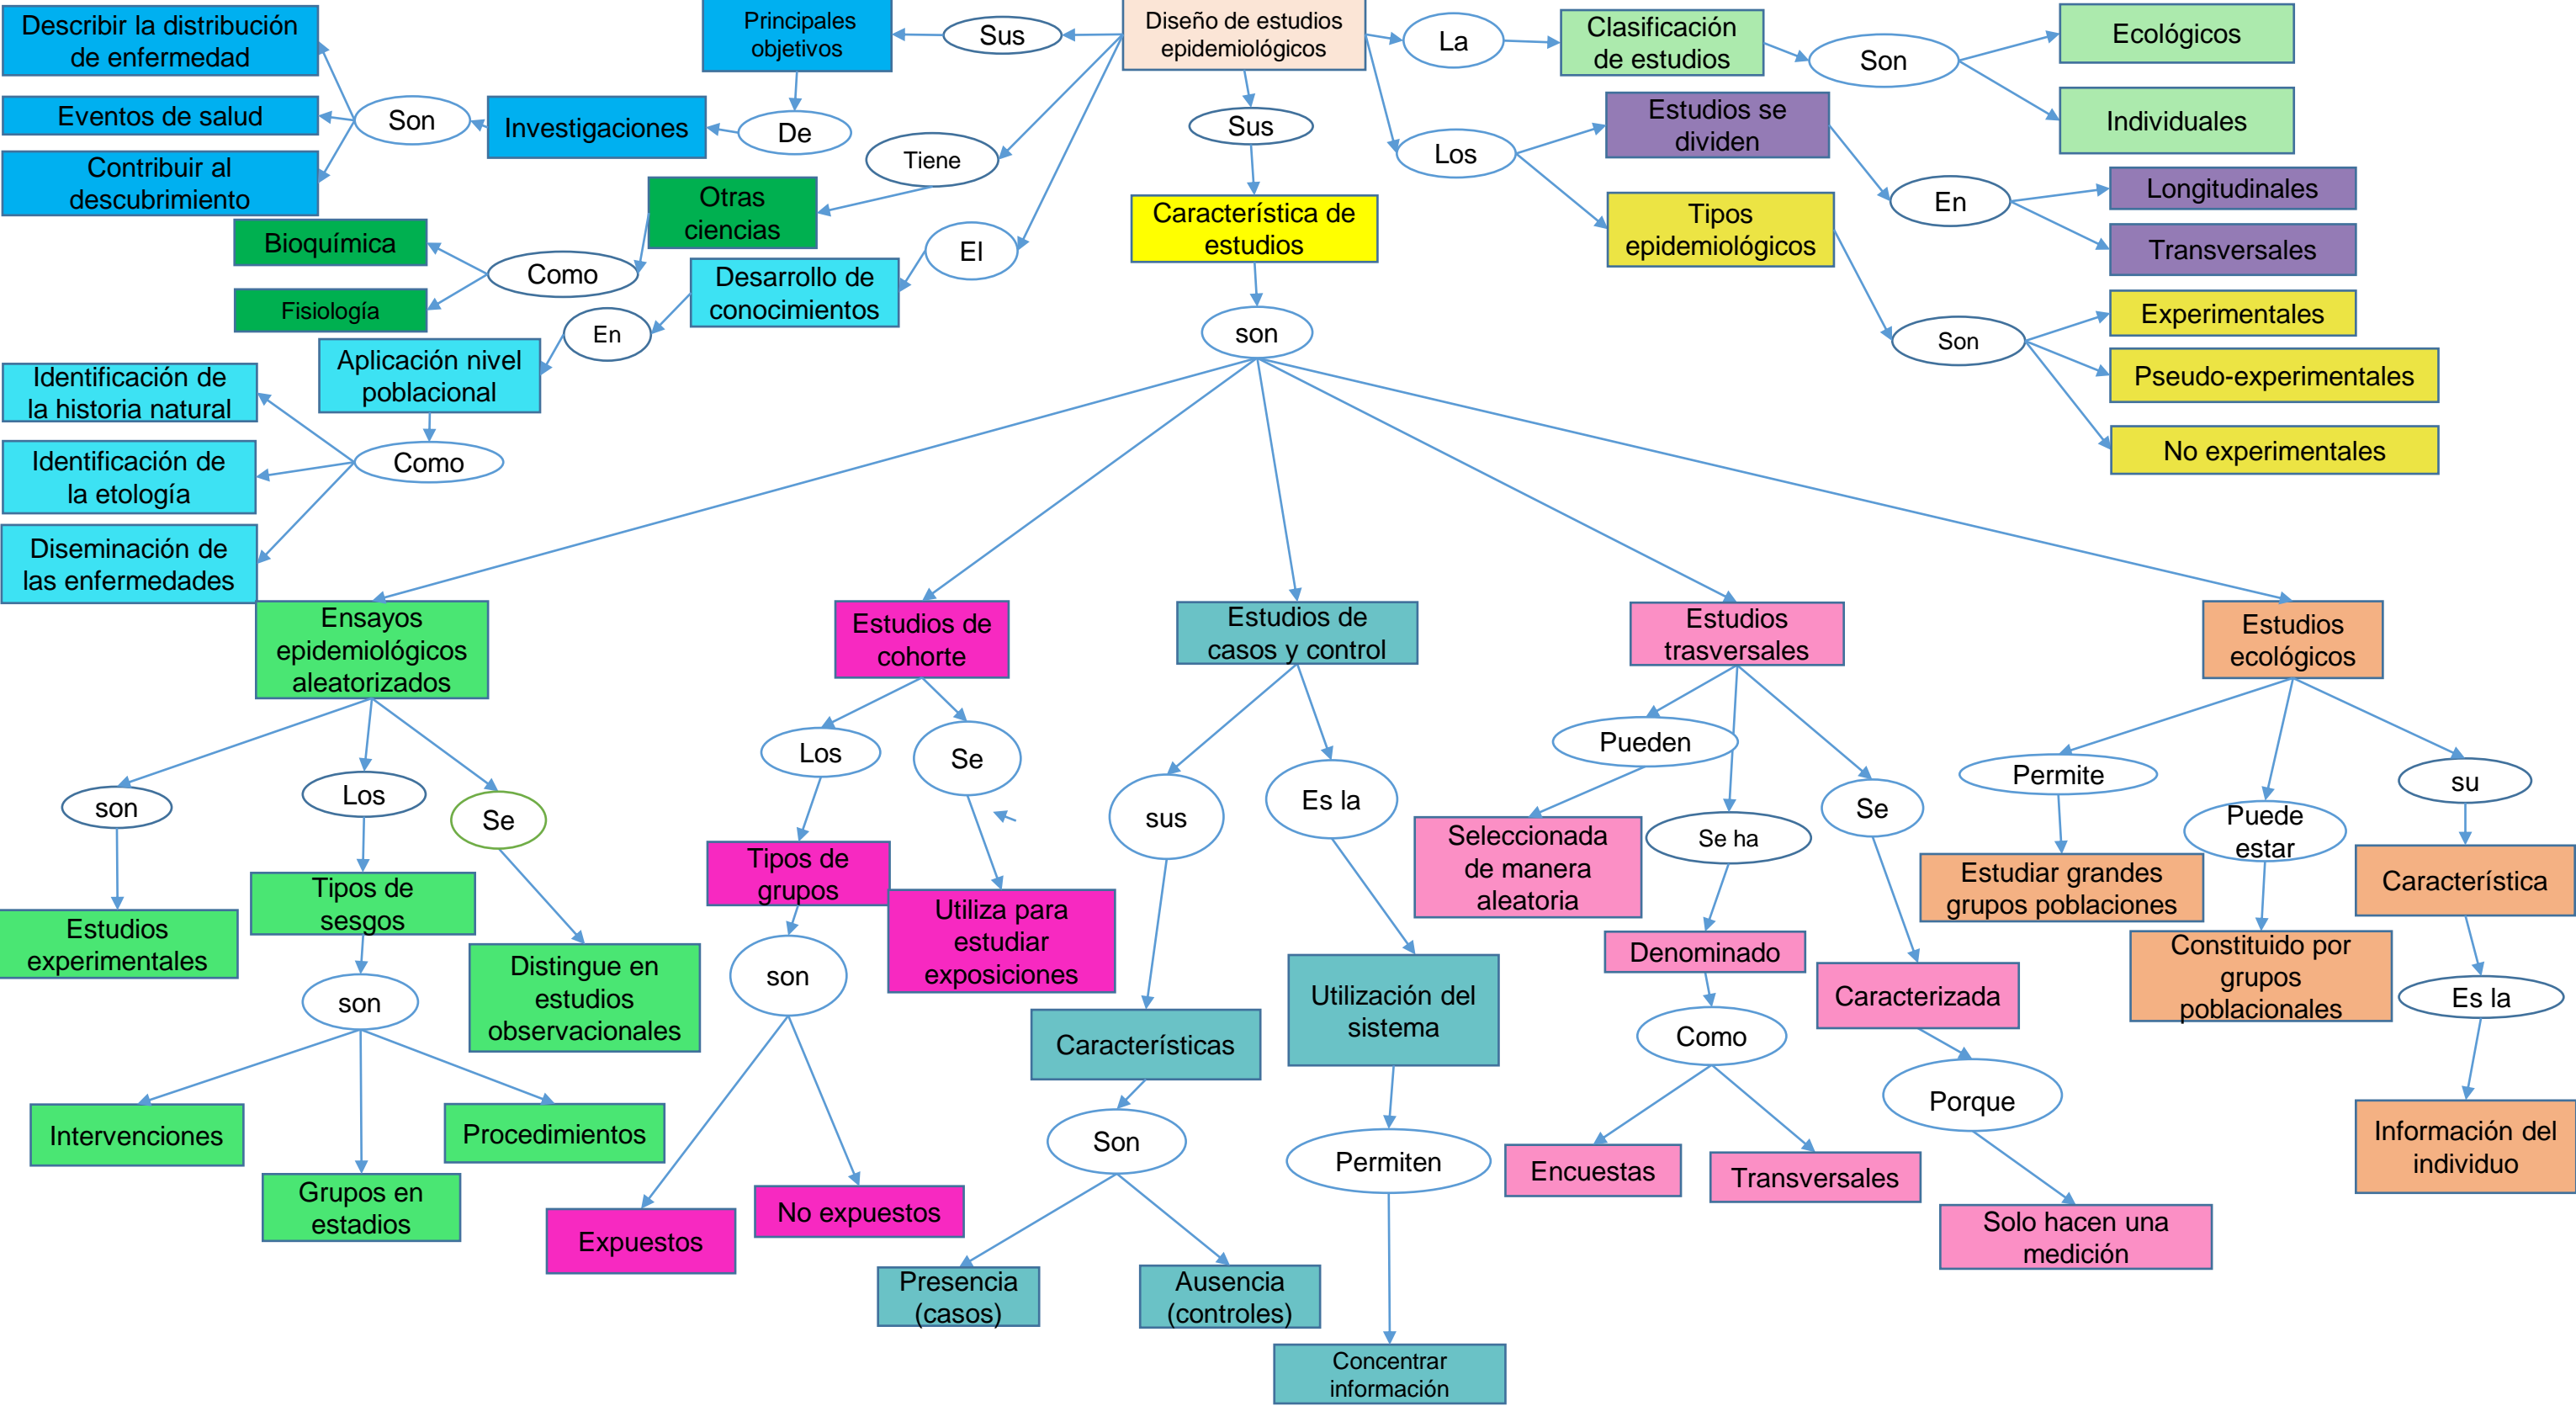 Describir la distribución
de enfermedad
Principales
objetivos
Sus
Diseño de estudios
epidemiológicos
La
Clasificación
de estudios
Son
Ecológicos
Individuales
Eventos de salud
Son
Investigaciones
De
Sus
Los
Estudios se
dividen
Contribuir al
descubrimiento
Tiene
En
Longitudinales
Transversales
Otras
ciencias
Característica de
estudios
Tipos
epidemiológicos
Bioquímica
Como
El
Fisiología
Desarrollo de
conocimientos
En
son
Son
Experimentales
Pseudo-experimentales
No experimentales
Aplicación nivel
poblacional
Identificación de
la historia natural
Como
Identificación de
la etología
Diseminación de
las enfermedades
Ensayos
epidemiológicos
aleatorizados
Estudios de
cohorte
Estudios de
casos y control
Estudios
trasversales
Estudios
ecológicos
son
Los
Se
Los
Se
sus
Es la
Pueden
Se ha
Se
Permite
Puede
estar
su
Estudios
experimentales
Tipos de
sesgos
Distingue en
estudios
observacionales
Tipos de
grupos
Utiliza para
estudiar
exposiciones
Seleccionada
de manera
aleatoria
Denominado
Caracterizada
Estudiar grandes
grupos poblaciones
Constituido por
grupos
poblacionales
Característica
son
son
Características
Utilización del
sistema
Como
Porque
Es la
Intervenciones
Grupos en
estadios
Procedimientos
Expuestos
No expuestos
Son
Permiten
Encuestas
Transversales
Solo hacen una
medición
Información del
individuo
Presencia
(casos)
Ausencia
(controles)
Concentrar
información